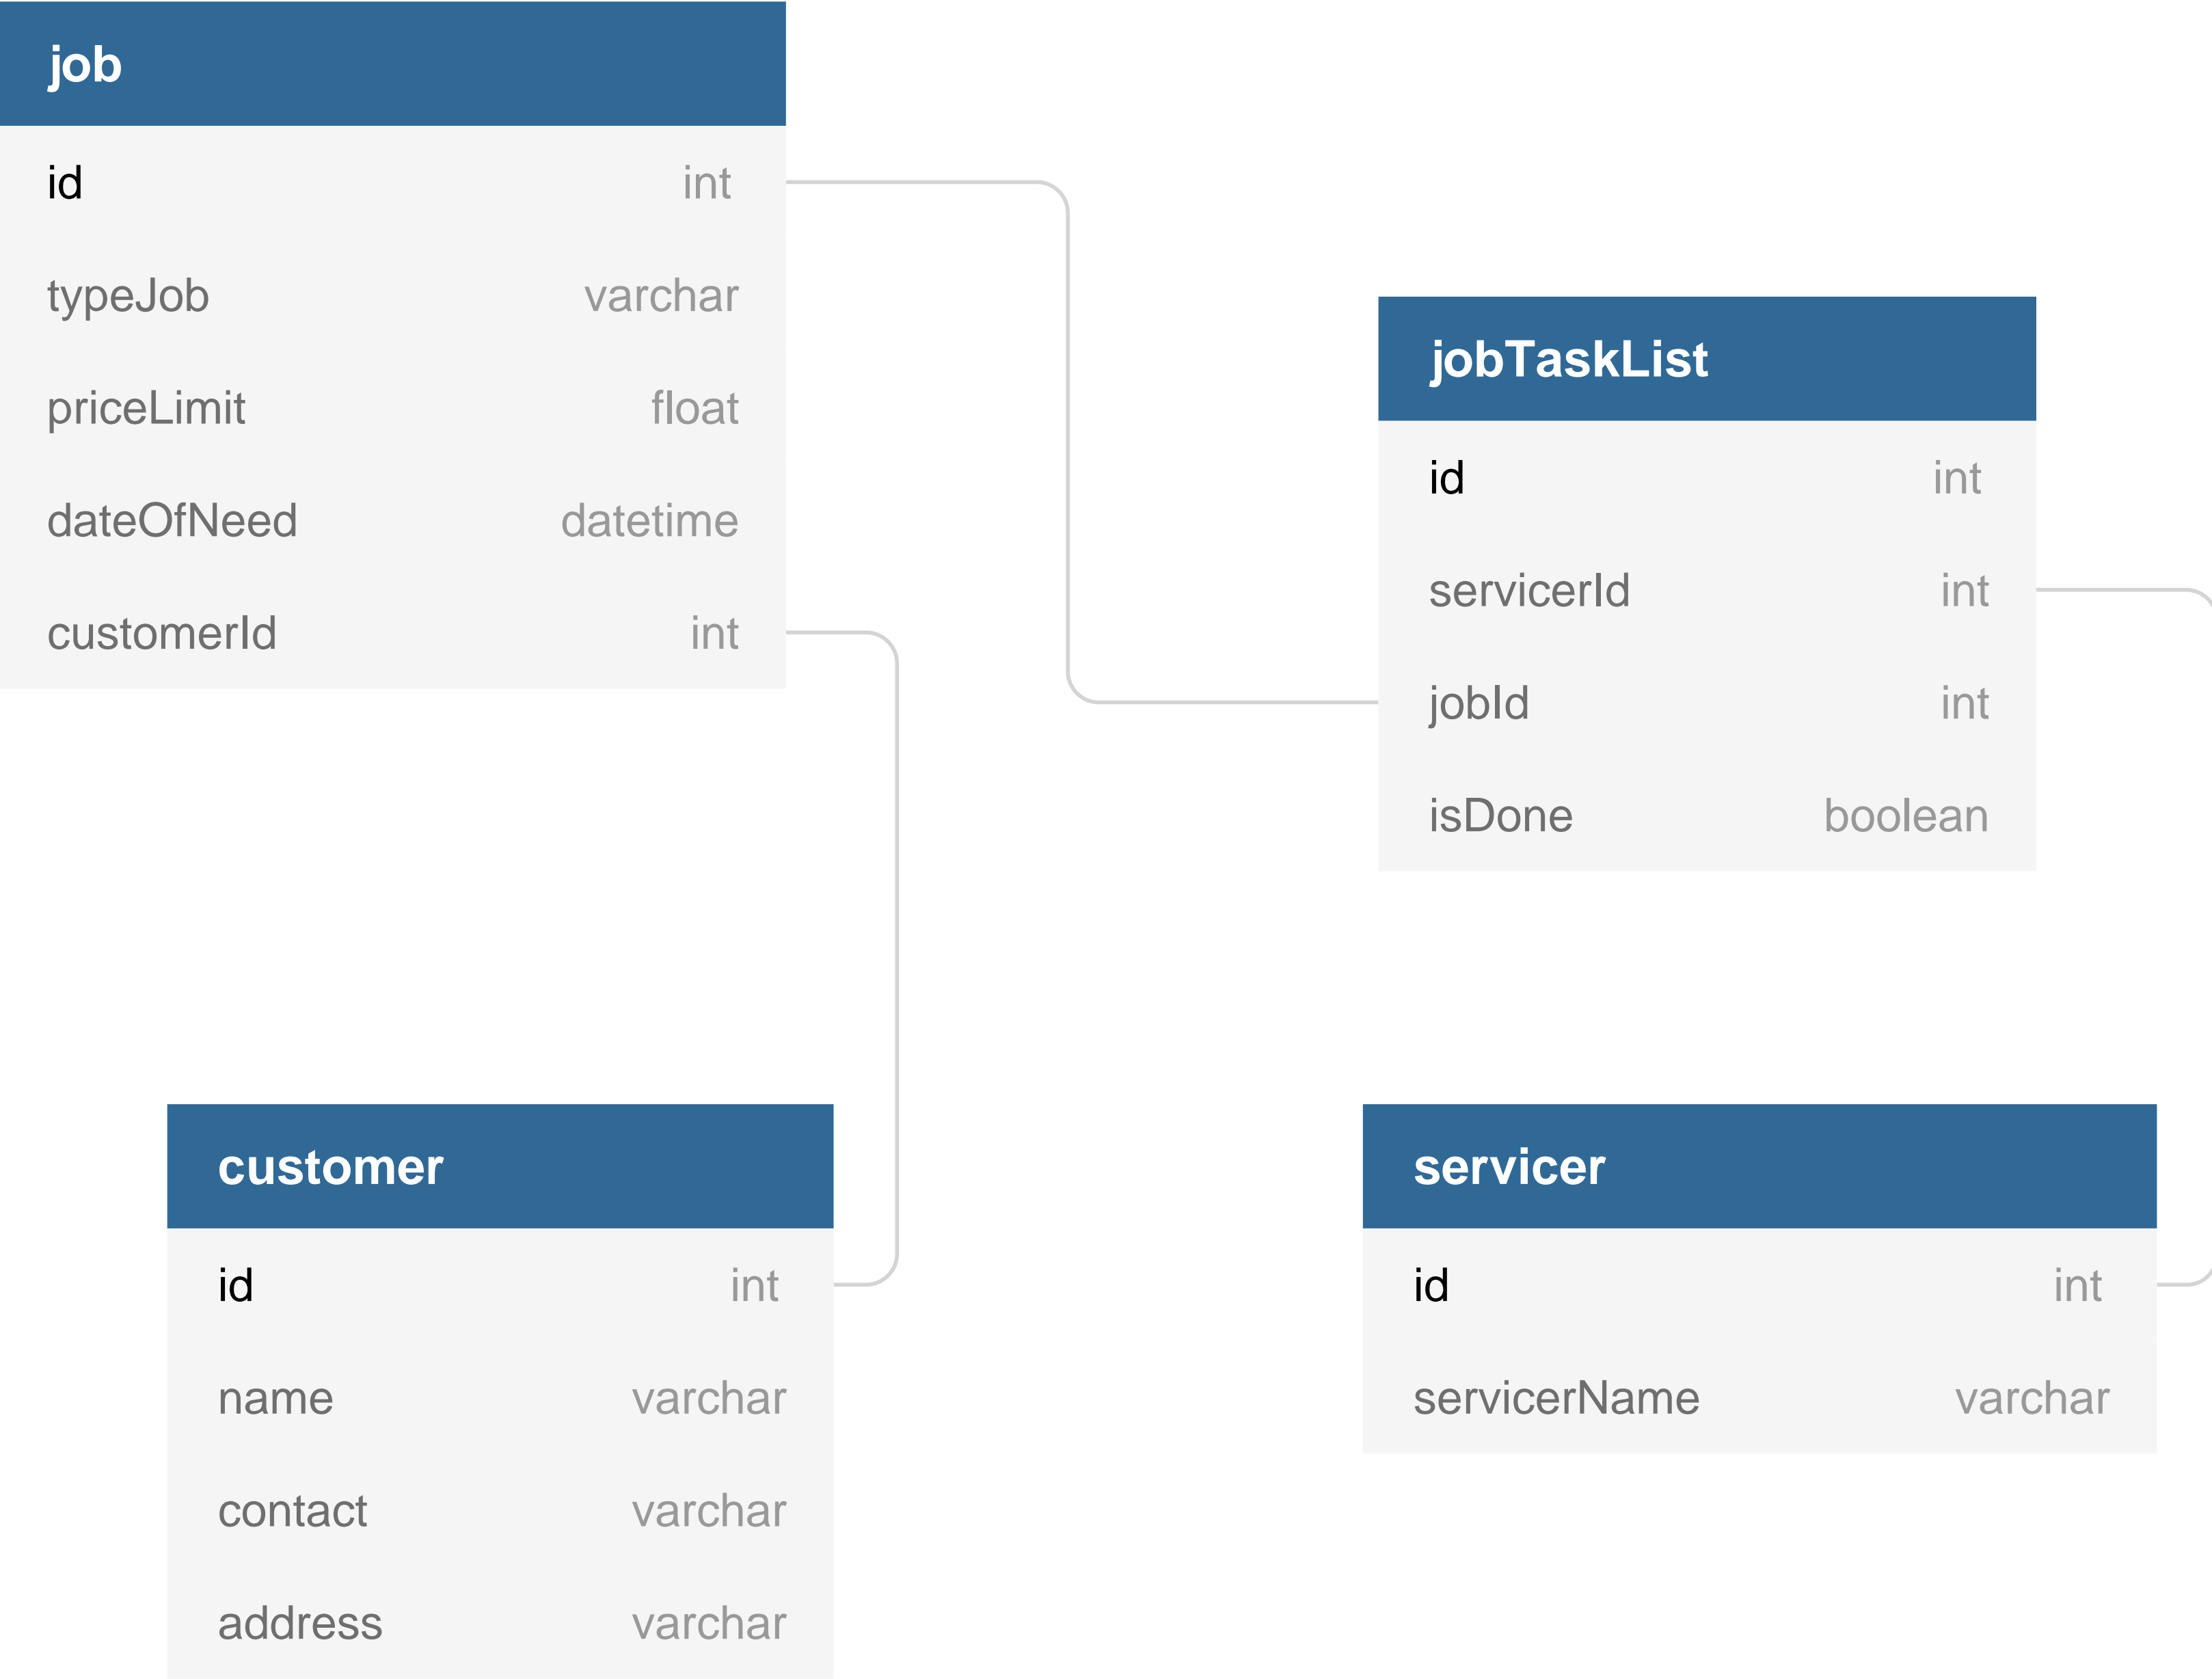 job
id int
typeJob varchar
priceLimit float
dateOfNeed datetime
customerId int
jobTaskList
id int
servicerId int
jobId int
isDone boolean
customer
id int
name varchar
contact varchar
address varchar
servicer
id int
servicerName varchar